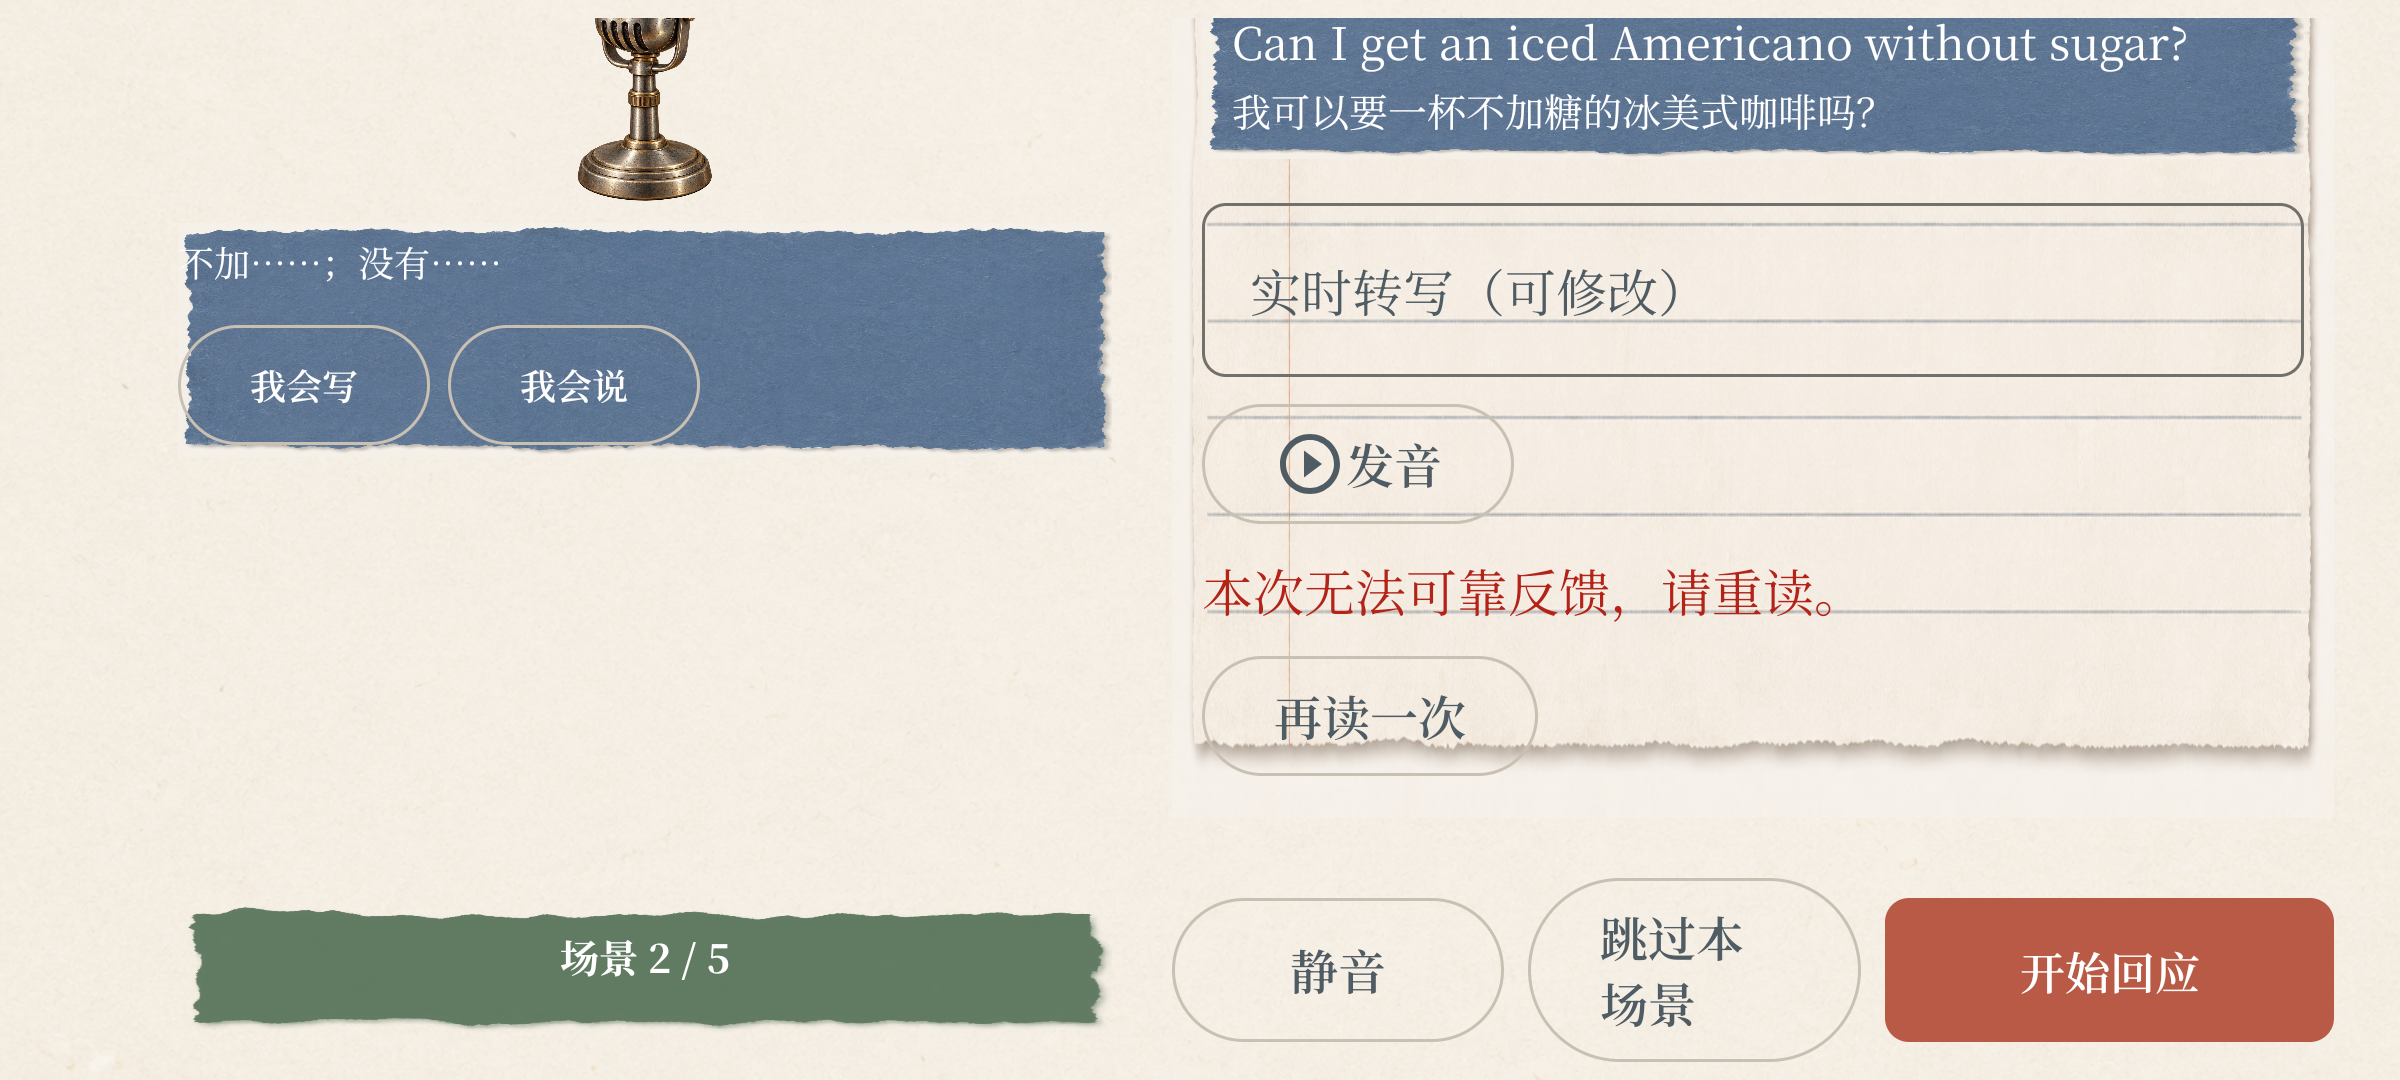 不加……；没有……
我会写
我会说
场景 2 / 5
Can I get an iced Americano without sugar?
我可以要一杯不加糖的冰美式咖啡吗？
实时转写（可修改）
发音
本次无法可靠反馈，请重读。
再读一次
静音
跳过本
场景
开始回应